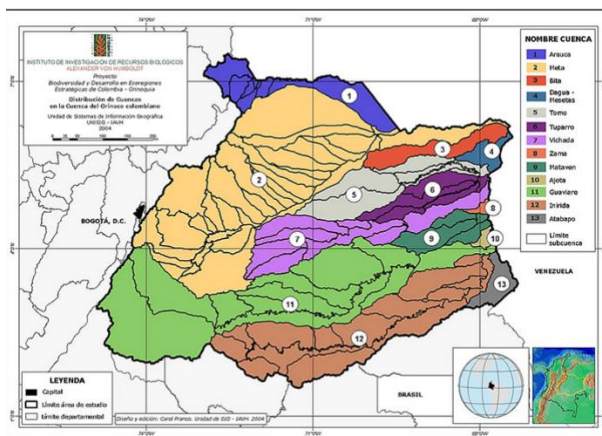 INSTITUTO DE INVESTIGACIÓN DE RECURSOS BIOLÓGICOS
ALEXANDER VON HUMBOLDT
Proyecto
Biodiversidad y Desarrollo en Ecorregiones
Estratégicas de Colombia - Orinoquia
Distribución de Cuencas
en la Cuenca del Orinoco colombiano
Unidad de Sistemas de Información Geográfica
UNISIG - IAVH
2004
NOMBRE CUENCA
1 Arauca
2 Meta
3 Bita
4 Dagua - Mesetas
5 Tomo
6 Tuparro
7 Vichada
8 Zama
9 Mataven
10 Ajota
11 Guaviare
12 Inirida
13 Atabapo
Límite subcuenca
1
2
3
4
5
6
7
8
9
10
11
12
13
BOGOTÁ, D.C.
VENEZUELA
BRASIL
LEYENDA
Capital
Límite área de estudio
Límite departamental